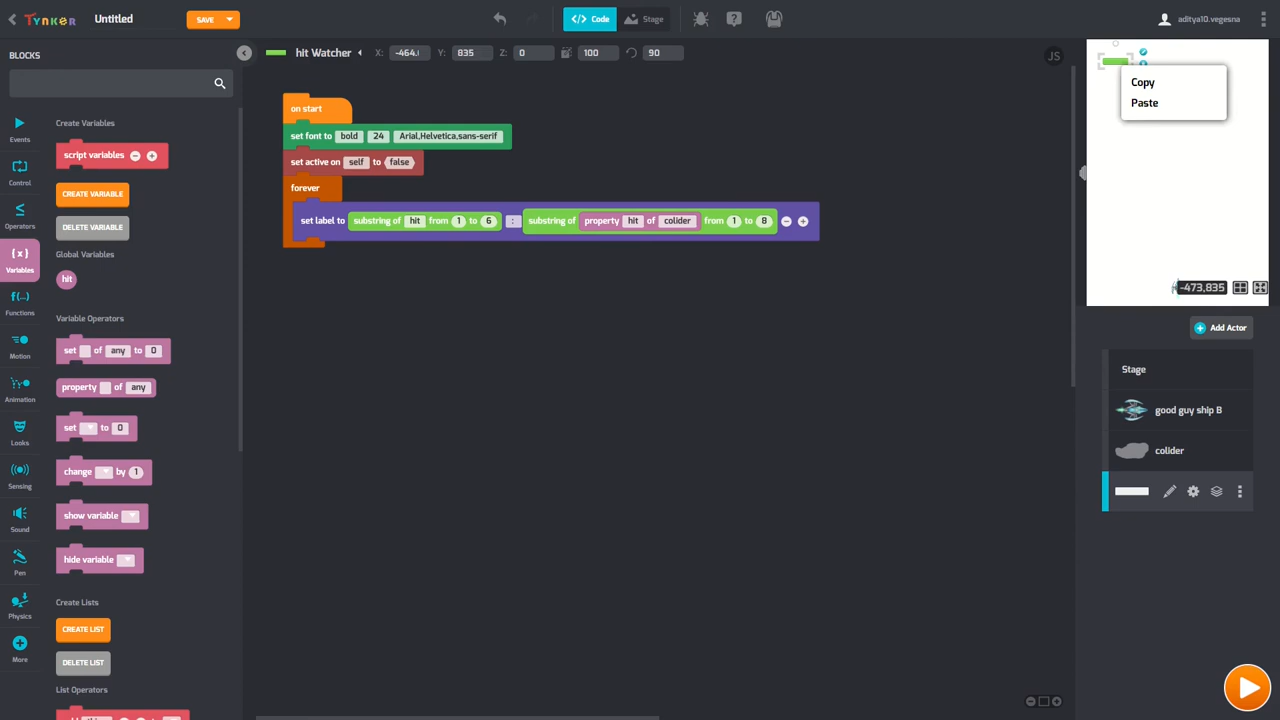 TYNKER
Untitled
SAVE
Code
Stage
aditya10.vegesna
BLOCKS
hit Watcher
X: -464.
Y: 835
Z: 0
100
90
JS
Events
Control
Operators
Variables
Functions
Motion
Animation
Looks
Sensing
Sound
Pen
Physics
More
Create Variables
script variables
CREATE VARIABLE
DELETE VARIABLE
Global Variables
hit
Variable Operators
set of any to 0
property of any
set to 0
change by 1
show variable
hide variable
Create Lists
CREATE LIST
DELETE LIST
List Operators
on start
set font to bold 24 Arial,Helvetica,sans-serif
set active on self to false
forever
set label to substring of hit from 1 to 6 : substring of property hit of colider from 1 to 8
Copy
Paste
-473,835
Add Actor
Stage
good guy ship B
colider